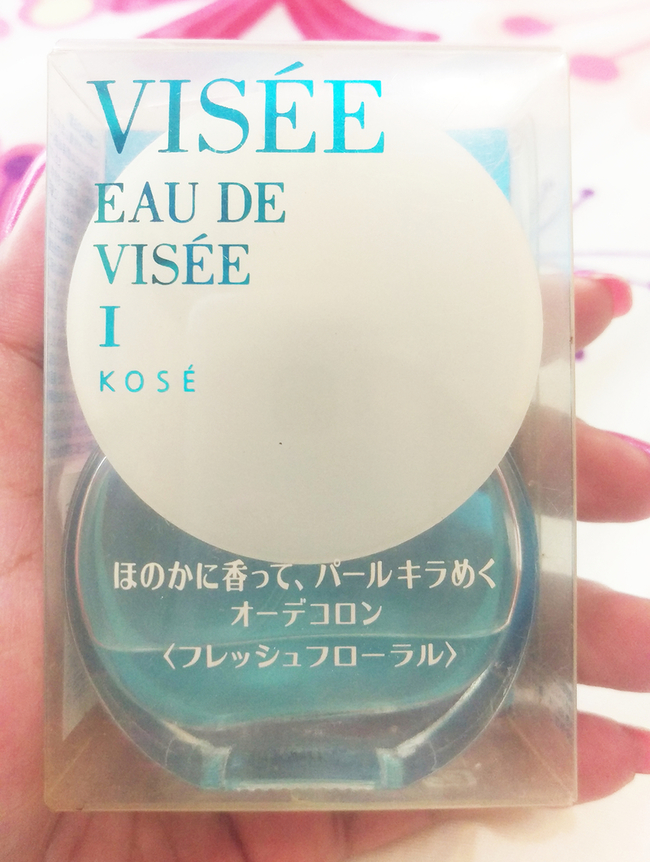 VISÉE
EAU DE
VISÉE
I
KOSÉ
ほのかに香って、パールキラめく
オーデコロン
〈フレッシュフローラル〉